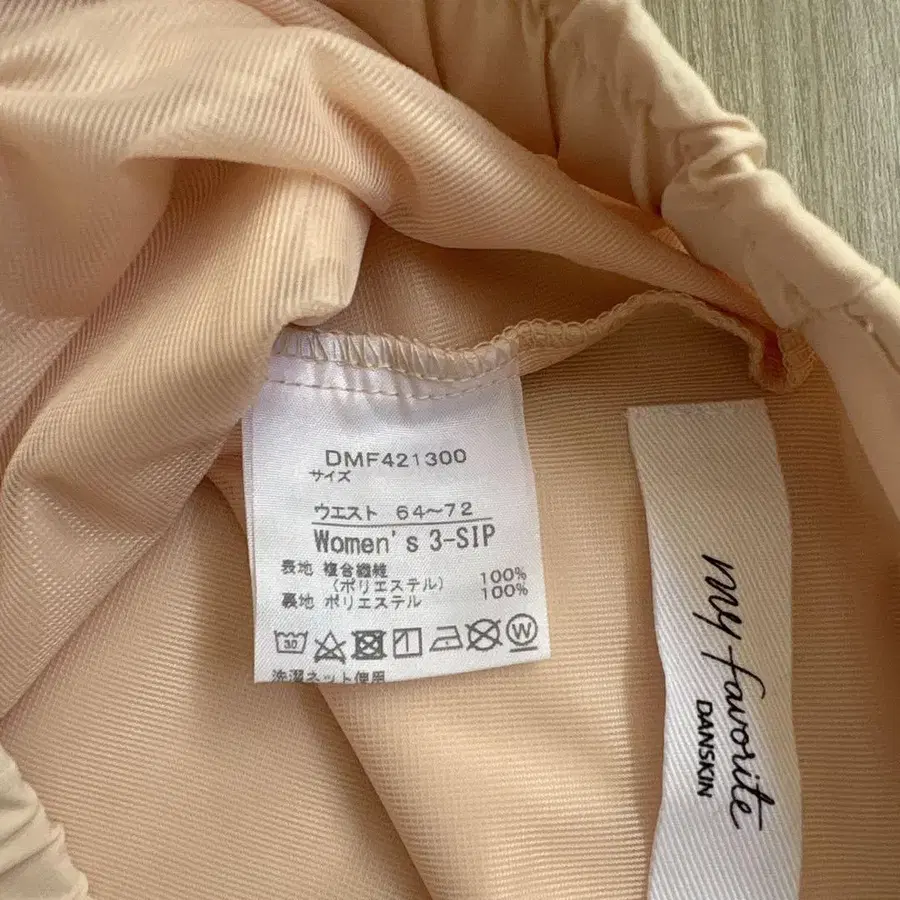 DMF421300
サイズ
ウエスト 64〜72
Women's 3-SIP
表地 複合繊維
(ポリエステル) 100%
裏地 ポリエステル 100%
30
W
洗濯ネット使用
my favorite
DANSKIN